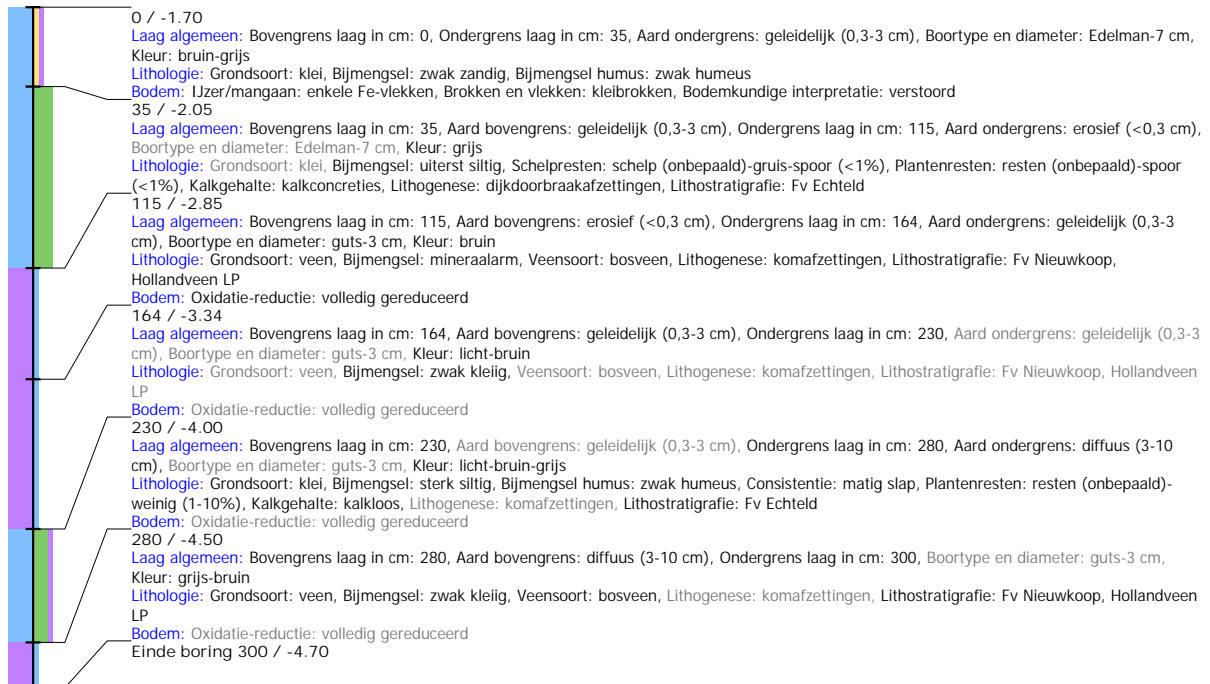 0 / -1.70
Laag algemeen: Bovengrens laag in cm: 0, Ondergrens laag in cm: 35, Aard ondergrens: geleidelijk (0,3-3 cm), Boortype en diameter: Edelman-7 cm,
Kleur: bruin-grijs
Lithologie: Grondsoort: klei, Bijmengsel: zwak zandig, Bijmengsel humus: zwak humeus
Bodem: IJzer/mangaan: enkele Fe-vlekken, Brokken en vlekken: kleibrokken, Bodemkundige interpretatie: verstoord
35 / -2.05
Laag algemeen: Bovengrens laag in cm: 35, Aard bovengrens: geleidelijk (0,3-3 cm), Ondergrens laag in cm: 115, Aard ondergrens: erosief (<0,3 cm),
Boortype en diameter: Edelman-7 cm, Kleur: grijs
Lithologie: Grondsoort: klei, Bijmengsel: uiterst siltig, Schelpresten: schelp (onbepaald)-gruis-spoor (<1%), Plantenresten: resten (onbepaald)-spoor
(<1%), Kalkgehalte: kalkconcreties, Lithogenese: dijkdoorbraakafzettingen, Lithostratigrafie: Fv Echteld
115 / -2.85
Laag algemeen: Bovengrens laag in cm: 115, Aard bovengrens: erosief (<0,3 cm), Ondergrens laag in cm: 164, Aard ondergrens: geleidelijk (0,3-3
cm), Boortype en diameter: guts-3 cm, Kleur: bruin
Lithologie: Grondsoort: veen, Bijmengsel: mineraalarm, Veensoort: bosveen, Lithogenese: komafzettingen, Lithostratigrafie: Fv Nieuwkoop,
Hollandveen LP
Bodem: Oxidatie-reductie: volledig gereduceerd
164 / -3.34
Laag algemeen: Bovengrens laag in cm: 164, Aard bovengrens: geleidelijk (0,3-3 cm), Ondergrens laag in cm: 230, Aard ondergrens: geleidelijk (0,3-3
cm), Boortype en diameter: guts-3 cm, Kleur: licht-bruin
Lithologie: Grondsoort: veen, Bijmengsel: zwak kleiig, Veensoort: bosveen, Lithogenese: komafzettingen, Lithostratigrafie: Fv Nieuwkoop, Hollandveen
LP
Bodem: Oxidatie-reductie: volledig gereduceerd
230 / -4.00
Laag algemeen: Bovengrens laag in cm: 230, Aard bovengrens: geleidelijk (0,3-3 cm), Ondergrens laag in cm: 280, Aard ondergrens: diffuus (3-10
cm), Boortype en diameter: guts-3 cm, Kleur: licht-bruin-grijs
Lithologie: Grondsoort: klei, Bijmengsel: sterk siltig, Bijmengsel humus: zwak humeus, Consistentie: matig slap, Plantenresten: resten (onbepaald)-
weinig (1-10%), Kalkgehalte: kalkloos, Lithogenese: komafzettingen, Lithostratigrafie: Fv Echteld
Bodem: Oxidatie-reductie: volledig gereduceerd
280 / -4.50
Laag algemeen: Bovengrens laag in cm: 280, Aard bovengrens: diffuus (3-10 cm), Ondergrens laag in cm: 300, Boortype en diameter: guts-3 cm,
Kleur: grijs-bruin
Lithologie: Grondsoort: veen, Bijmengsel: zwak kleiig, Veensoort: bosveen, Lithogenese: komafzettingen, Lithostratigrafie: Fv Nieuwkoop, Hollandveen
LP
Bodem: Oxidatie-reductie: volledig gereduceerd
Einde boring 300 / -4.70